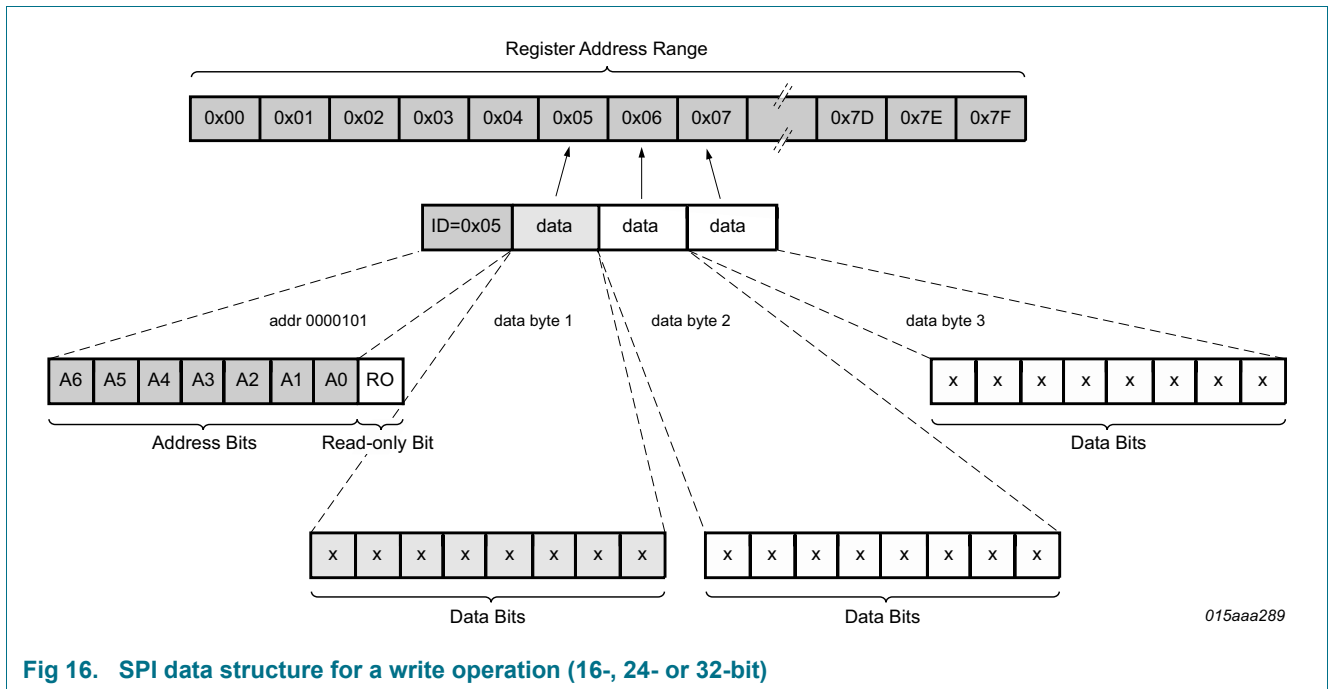 Register Address Range
0x00 0x01 0x02 0x03 0x04 0x05 0x06 0x07 0x7D 0x7E 0x7F
ID=0x05 data data data
addr 0000101 data byte 1 data byte 2 data byte 3
A6 A5 A4 A3 A2 A1 A0 RO x x x x x x x x
Address Bits Read-only Bit Data Bits
x x x x x x x x x x x x x x x x
Data Bits Data Bits 015aaa289
Fig 16. SPI data structure for a write operation (16-, 24- or 32-bit)